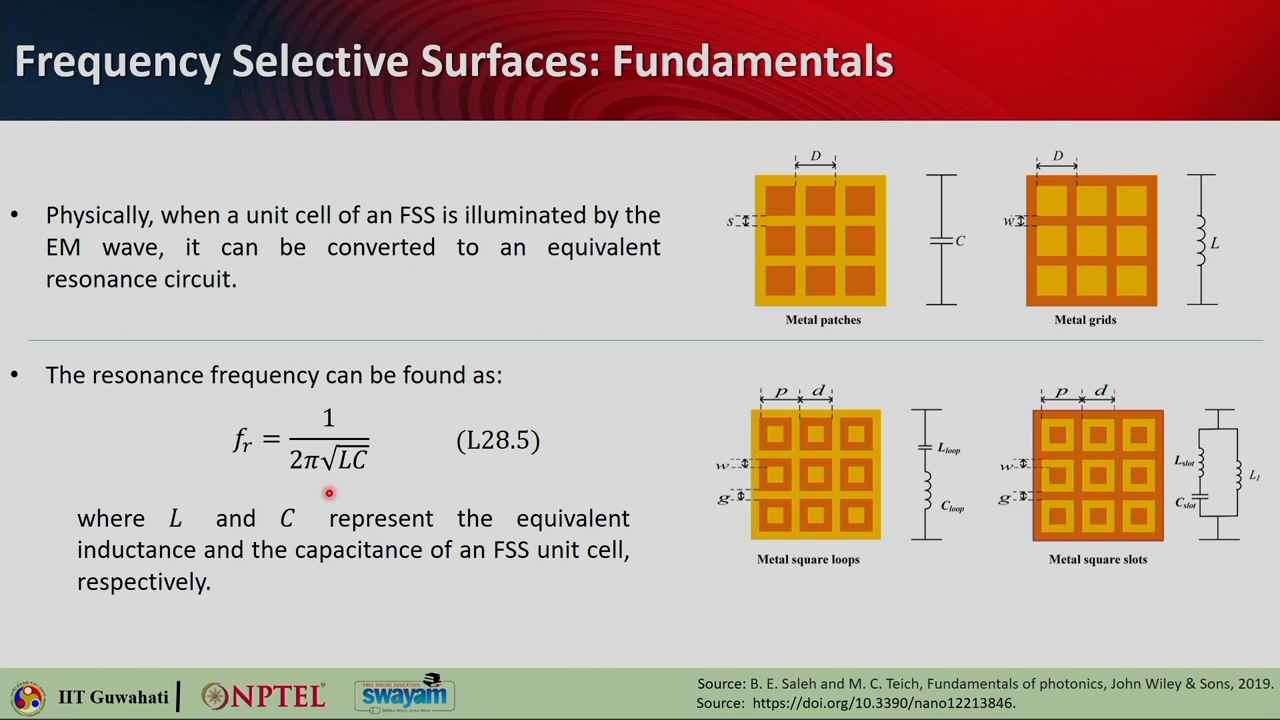 Frequency Selective Surfaces: Fundamentals
• Physically, when a unit cell of an FSS is illuminated by the
EM wave, it can be converted to an equivalent
resonance circuit.
D
s
C
Metal patches
D
w
L
Metal grids
• The resonance frequency can be found as:
f_r = 1 / 2π√LC (L28.5)
where L and C represent the equivalent
inductance and the capacitance of an FSS unit cell,
respectively.
p d
w
g
L_loop
C_loop
Metal square loops
p d
w
g
L_slot
C_slot
L_1
Metal square slots
IIT Guwahati
NPTEL
FREE ONLINE EDUCATION
swayam
Source: B. E. Saleh and M. C. Teich, Fundamentals of photonics, John Wiley & Sons, 2019.
Source: https://doi.org/10.3390/nano12213846.